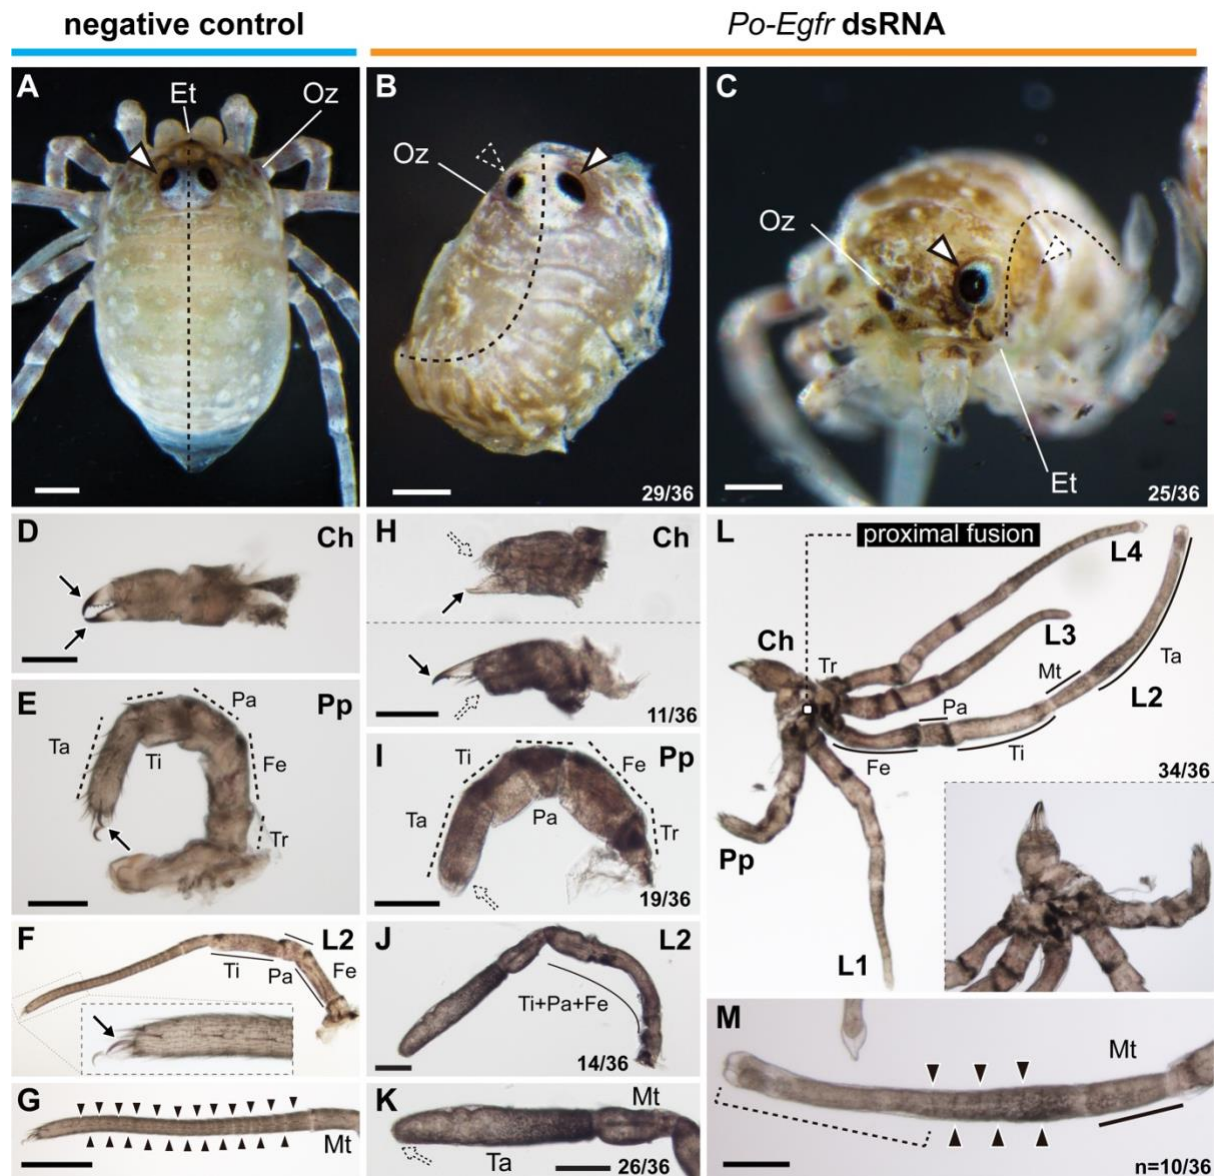 negative control
Po-Egfr dsRNA
A
Et
Oz
B
Oz
29/36
C
Oz
Et
25/36
D
Ch
E
Pp
Pa
Ta
Ti
Fe
Tr
F
L2
Ti
Pa
Fe
G
Mt
H
Ch
11/36
I
Pp
Ti
Fe
Ta
Pa
Tr
19/36
J
L2
Ti+Pa+Fe
14/36
K
Mt
Ta
26/36
L
proximal fusion
L4
Ch
L3
Tr
Mt
Ta
Pa
L2
Fe
Ti
34/36
Pp
L1
M
Mt
n=10/36